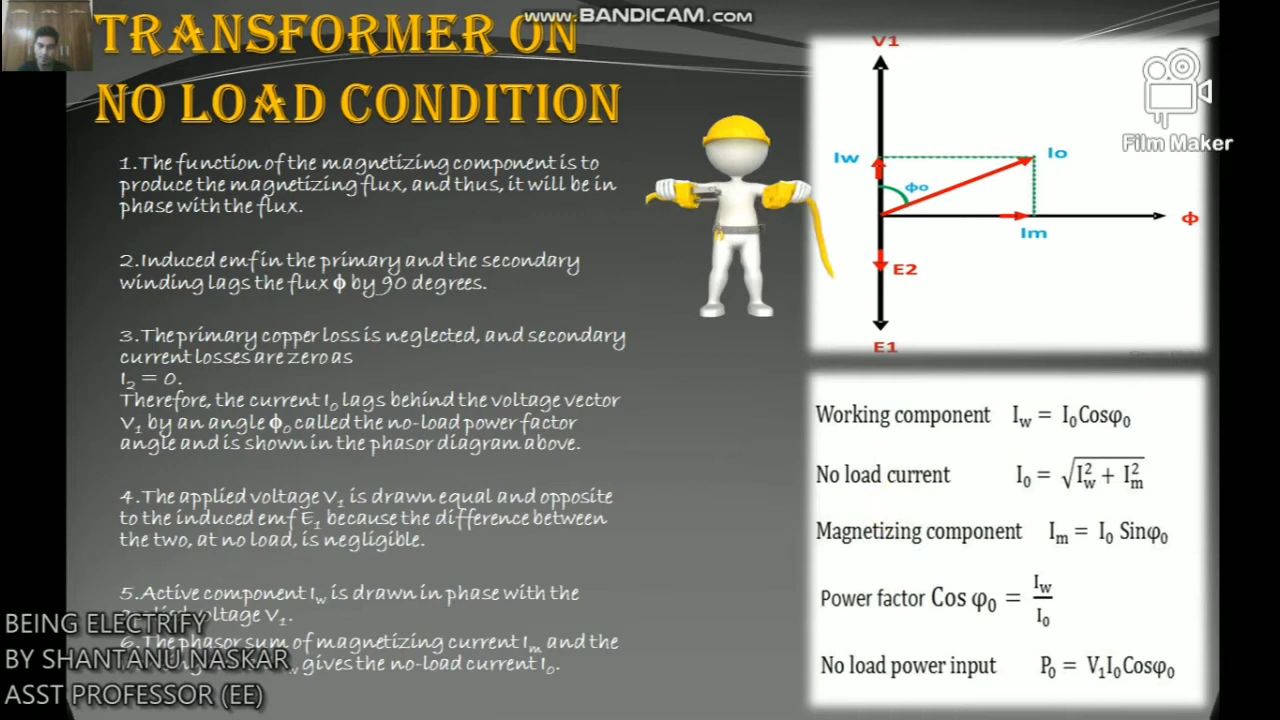 www.BANDICAM.com
TRANSFORMER ON
NO LOAD CONDITION
1.The function of the magnetizing component is to
produce the magnetizing flux, and thus, it will be in
phase with the flux.
2.Induced emf in the primary and the secondary
winding lags the flux ϕ by 90 degrees.
3.The primary copper loss is neglected, and secondary
current losses are zero as
I₂ = 0.
Therefore, the current I₀ lags behind the voltage vector
V₁ by an angle ϕ₀ called the no-load power factor
angle and is shown in the phasor diagram above.
4.The applied voltage V₁ is drawn equal and opposite
to the induced emf E₁ because the difference between
the two, at no load, is negligible.
5.Active component I_w is drawn in phase with the
voltage V₁.
6.The phasor sum of magnetizing current I_m and the
gives the no-load current I₀.
BEING ELECTRIFY
BY SHANTANU NASKAR
ASST PROFESSOR (EE)
V1
Film Maker
Iw
Io
ϕo
Im
Φ
E2
E1
Working component I_w = I₀Cosφ₀
No load current I₀ = √(I_w² + I_m²)
Magnetizing component I_m = I₀ Sinφ₀
Power factor Cos φ₀ = I_w/I₀
No load power input P₀ = V₁I₀Cosφ₀